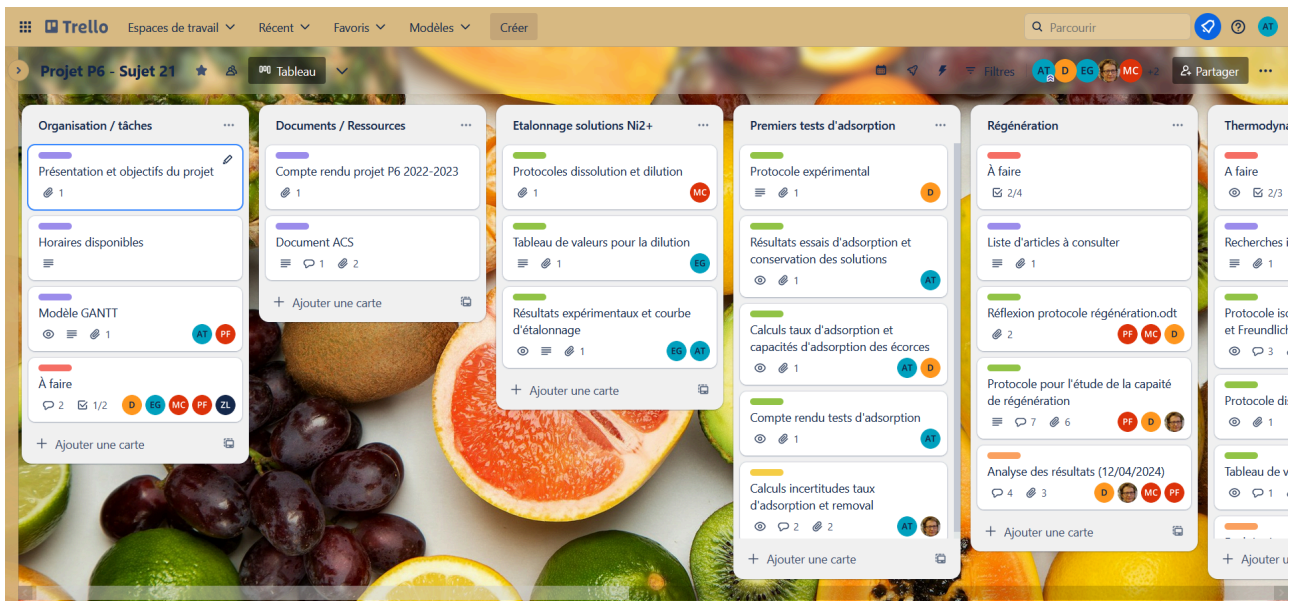 Trello Espaces de travail Récent Favoris Modèles Créer Parcourir AT
Projet P6 - Sujet 21 Tableau Filtres AT D EG MC +2 Partager
Organisation / tâches
Présentation et objectifs du projet
1
Horaires disponibles
Modèle GANTT
1 AT PF
À faire
2 1/2 D EG MC PF ZL
+ Ajouter une carte
Documents / Ressources
Compte rendu projet P6 2022-2023
1
Document ACS
1 2
+ Ajouter une carte
Etalonnage solutions Ni2+
Protocoles dissolution et dilution
1 MC
Tableau de valeurs pour la dilution
1 EG
Résultats expérimentaux et courbe
d'étalonnage
1 EG AT
+ Ajouter une carte
Premiers tests d'adsorption
Protocole expérimental
1 D
Résultats essais d'adsorption et
conservation des solutions
1 AT
Calculs taux d'adsorption et
capacités d'adsorption des écorces
1 AT D
Compte rendu tests d'adsorption
1 AT
Calculs incertitudes taux
d'adsorption et removal
2 2 AT
+ Ajouter une carte
Régénération
À faire
2/4
Liste d'articles à consulter
1
Réflexion protocole régénération.odt
2 PF MC D
Protocole pour l'étude de la capaité
de régénération
7 6 PF D
Analyse des résultats (12/04/2024)
4 3 D MC PF
+ Ajouter une carte
Thermodyna
A faire
2/3
Recherches i
1
Protocole iso
et Freundlich
3
Protocole di
1
Tableau de v
1
+ Ajouter u